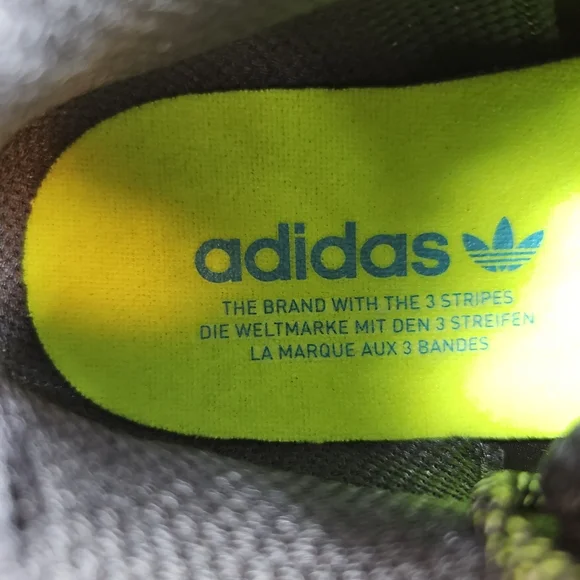 adidas
THE BRAND WITH THE 3 STRIPES
DIE WELTMARKE MIT DEN 3 STREIFEN
LA MARQUE AUX 3 BANDES